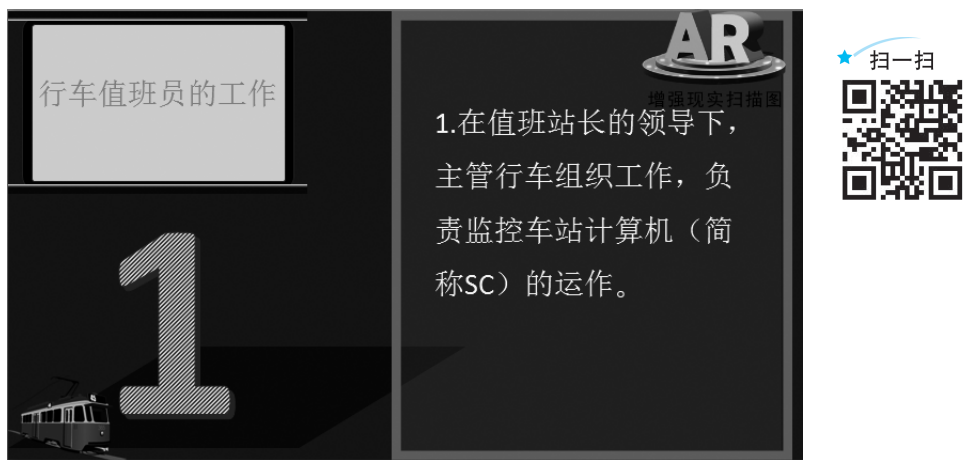 行车值班员的工作
AR
增强现实扫描图
1.在值班站长的领导下，
主管行车组织工作，负
责监控车站计算机（简
称SC）的运作。
1
扫一扫